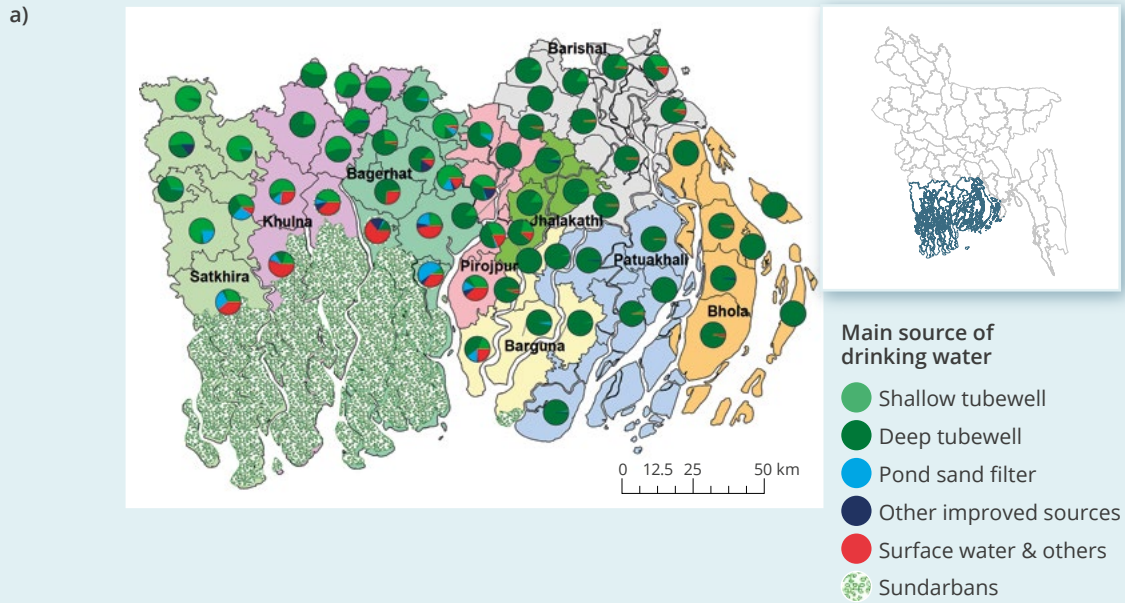 a)
Barishal
Bagerhat
Khulna
Jhalakathi
Satkhira
Pirojpur
Patuakhali
Bhola
Barguna
0 12.5 25 50 km
Main source of
drinking water
Shallow tubewell
Deep tubewell
Pond sand filter
Other improved sources
Surface water & others
Sundarbans